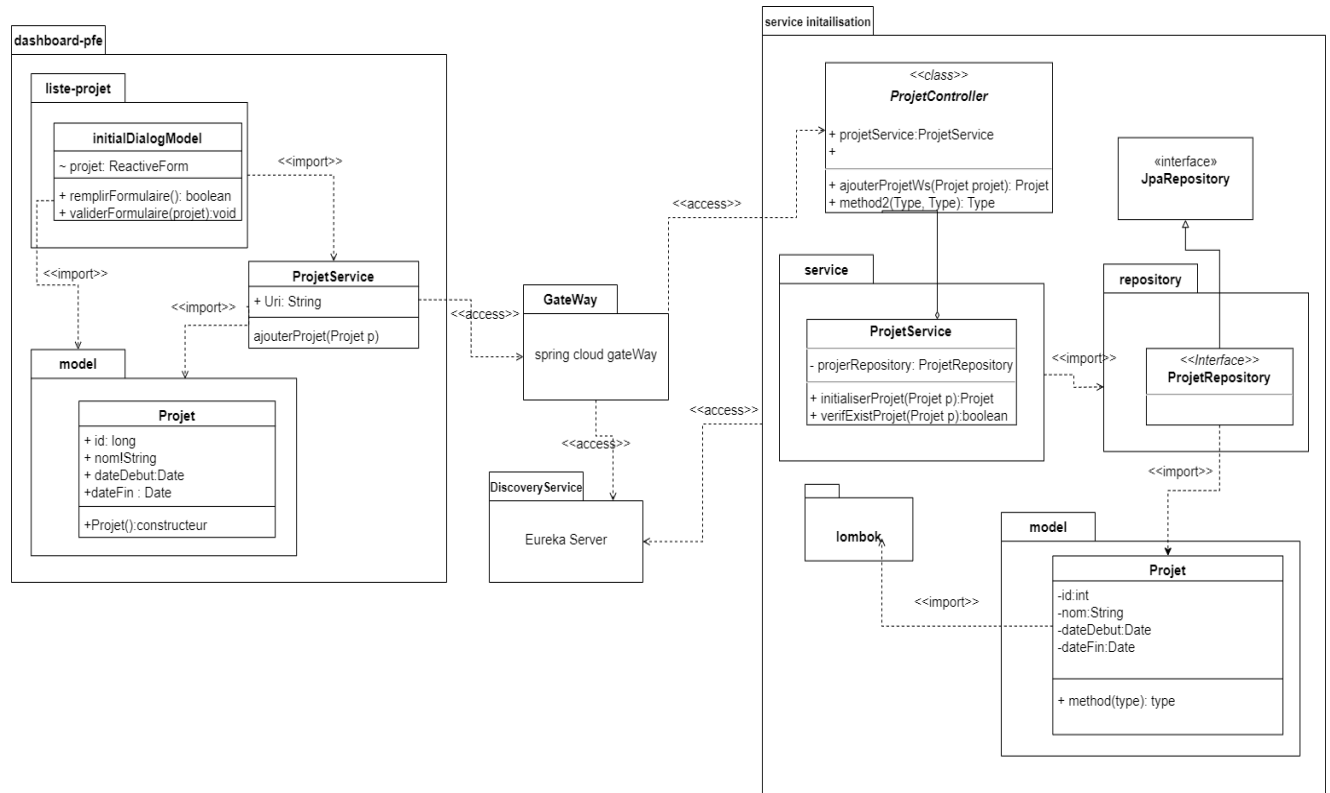 dashboard-pfe
liste-projet
initialDialogModel
~ projet: ReactiveForm
+ remplirFormulaire(): boolean
+ validerFormulaire(projet):void
<<import>>
<<import>>
<<import>>
ProjetService
+ Uri: String
ajouterProjet(Projet p)
model
Projet
+ id: long
+ nom!String
+ dateDebut:Date
+dateFin : Date
+Projet():constructeur
<<access>>
GateWay
spring cloud gateWay
<<access>>
<<access>>
<<access>>
DiscoveryService
Eureka Server
service initailisation
<<class>>
ProjetController
+ projetService:ProjetService
+
+ ajouterProjetWs(Projet projet): Projet
+ method2(Type, Type): Type
«interface»
JpaRepository
service
ProjetService
- projerRepository: ProjetRepository
+ initialiserProjet(Projet p):Projet
+ verifExistProjet(Projet p):boolean
<<import>>
repository
<<Interface>>
ProjetRepository
<<import>>
lombok
<<import>>
model
Projet
-id:int
-nom:String
-dateDebut:Date
-dateFin:Date
+ method(type): type